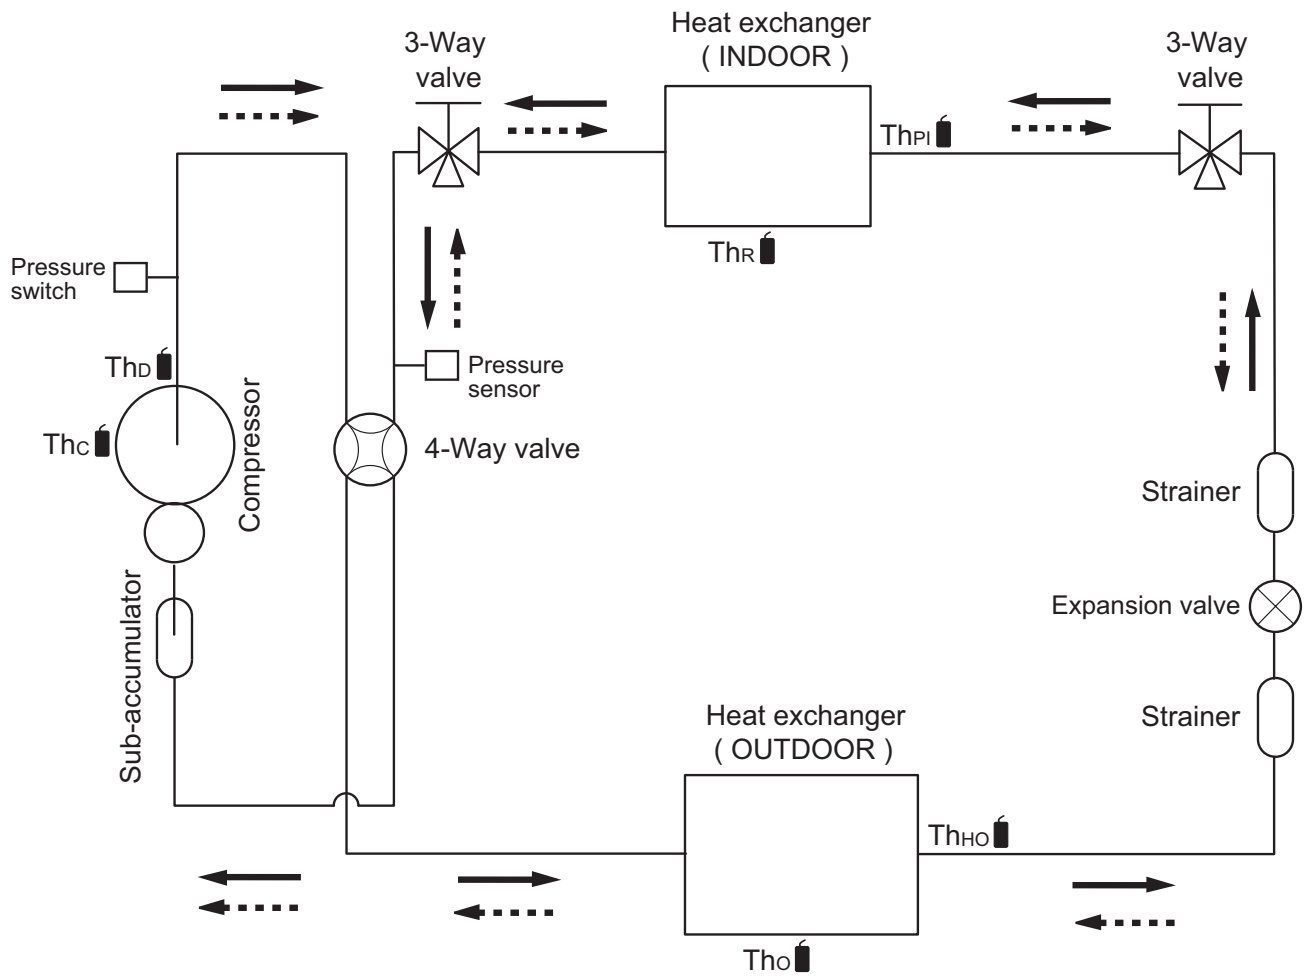 Heat exchanger
( INDOOR )
3-Way
valve
3-Way
valve
ThPI
ThR
Pressure
switch
ThD
Pressure
sensor
ThC
Compressor
4-Way valve
Strainer
Expansion valve
Sub-accumulator
Strainer
Heat exchanger
( OUTDOOR )
ThHO
ThO